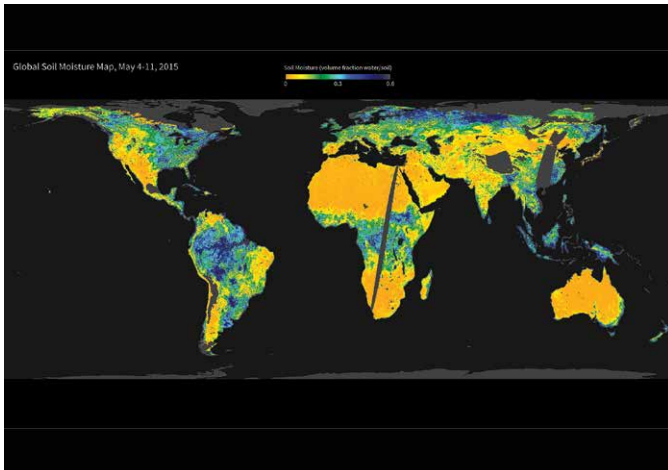 Global Soil Moisture Map, May 4-11, 2015
Soil Moisture (volume fraction water/soil)
0 0.3 0.6